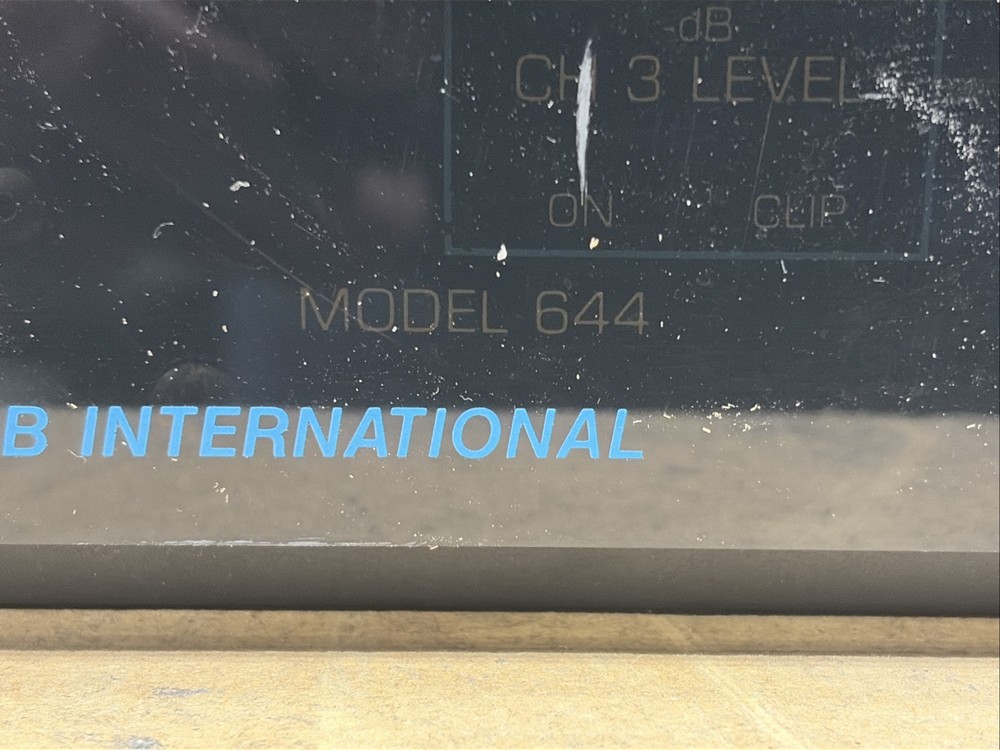 dB
CH 3 LEVEL
ON CLIP
MODEL 644
B INTERNATIONAL